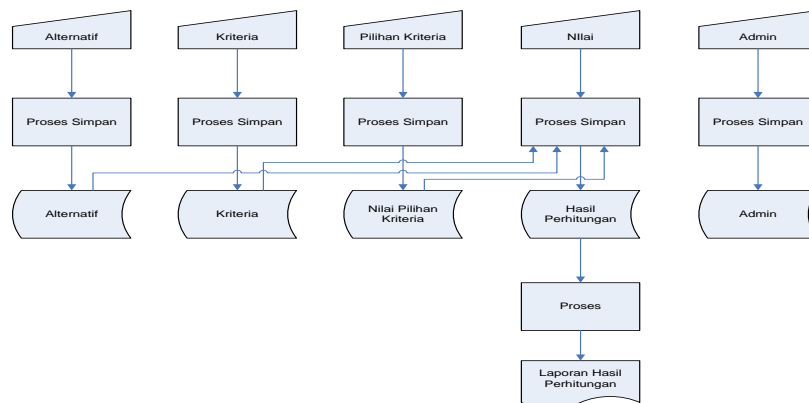 Alternatif
Kriteria
Pilihan Kriteria
NIlai
Admin
Proses Simpan
Proses Simpan
Proses Simpan
Proses Simpan
Proses Simpan
Alternatif
Kriteria
Nilai Pilihan
Kriteria
Hasil
Perhitungan
Admin
Proses
Laporan Hasil
Perhitungan